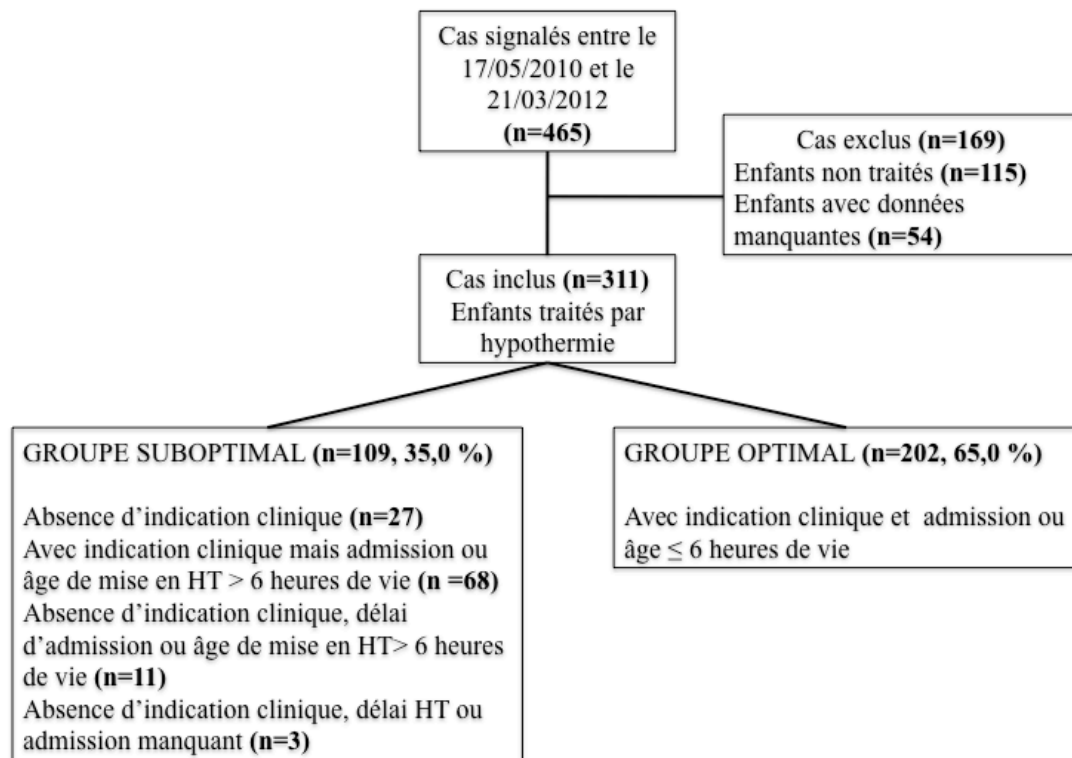 Cas signalés entre le
17/05/2010 et le
21/03/2012
(n=465)
Cas exclus (n=169)
Enfants non traités (n=115)
Enfants avec données
manquantes (n=54)
Cas inclus (n=311)
Enfants traités par
hypothermie
GROUPE SUBOPTIMAL (n=109, 35,0 %)
Absence d’indication clinique (n=27)
Avec indication clinique mais admission ou
âge de mise en HT > 6 heures de vie (n =68)
Absence d’indication clinique, délai
d’admission ou âge de mise en HT> 6 heures
de vie (n=11)
Absence d’indication clinique, délai HT ou
admission manquant (n=3)
GROUPE OPTIMAL (n=202, 65,0 %)
Avec indication clinique et  admission ou
âge ≤ 6 heures de vie